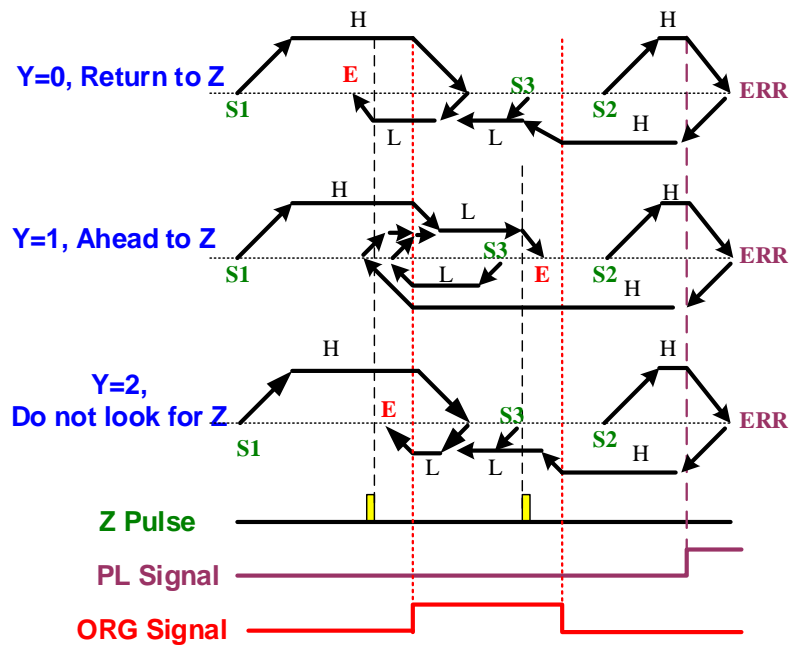 H H
Y=0, Return to Z E S3 ERR
S1 S2
L L H
H H
Y=1, Ahead to Z L S3 ERR
S1 L E S2
H
H H
Y=2,
Do not look for Z E S3 ERR
S1 S2
L L H
Z Pulse
PL Signal
ORG Signal